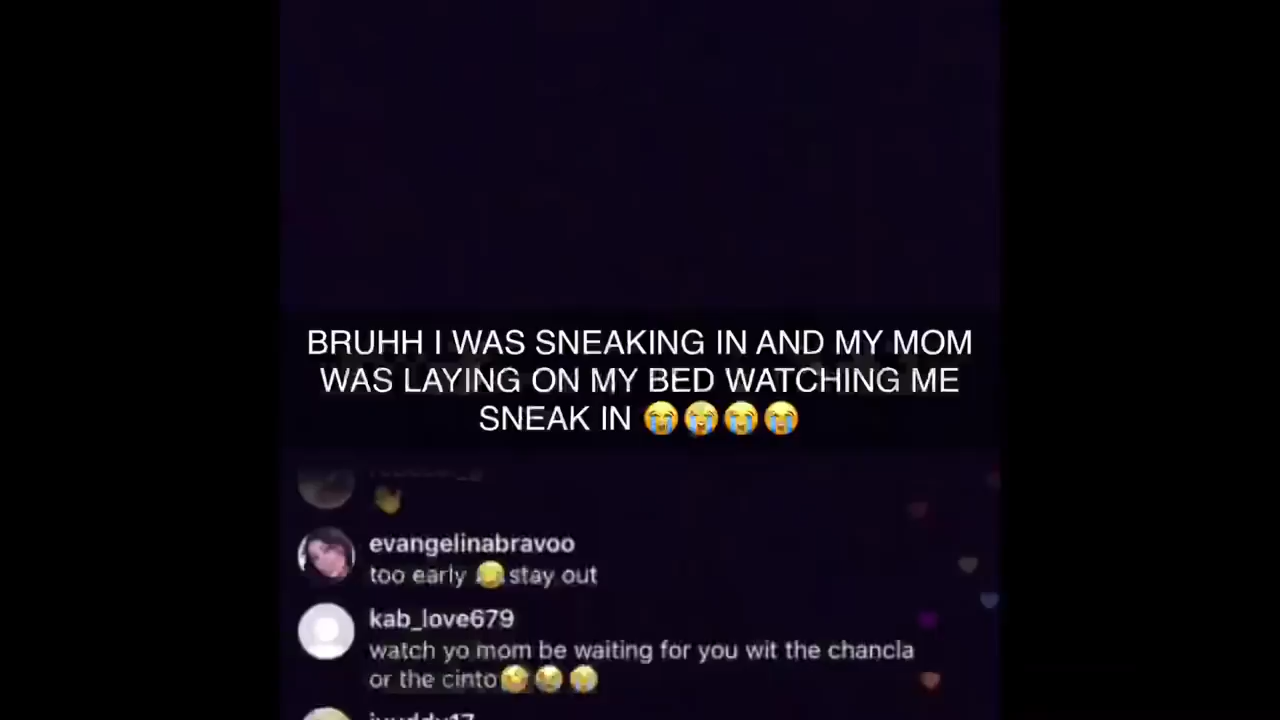 BRUHH I WAS SNEAKING IN AND MY MOM
WAS LAYING ON MY BED WATCHING ME
SNEAK IN 😭😭😭😭
evangelinabravoo
too early 😂 stay out
kab_love679
watch yo mom be waiting for you wit the chancla
or the cinto